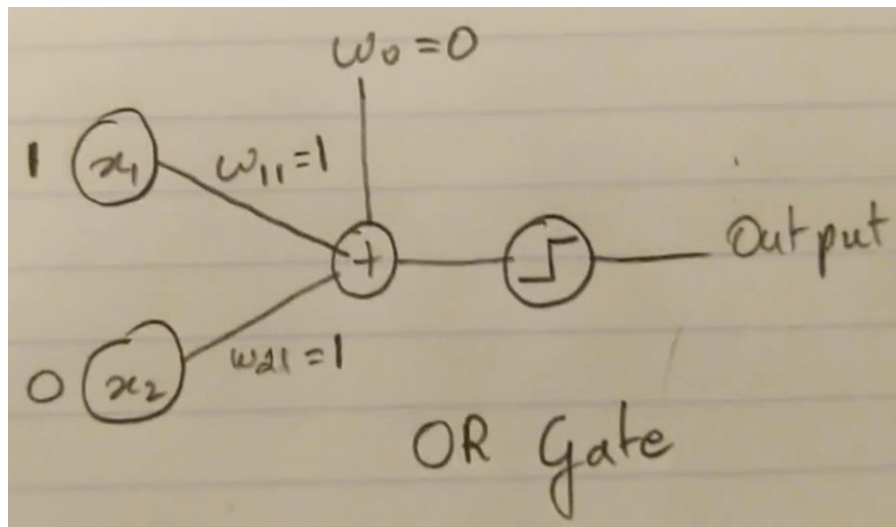 w₀ = 0
1 x₁ w₁₁ = 1
Output
w₂₁ = 1
0 x₂
OR Gate